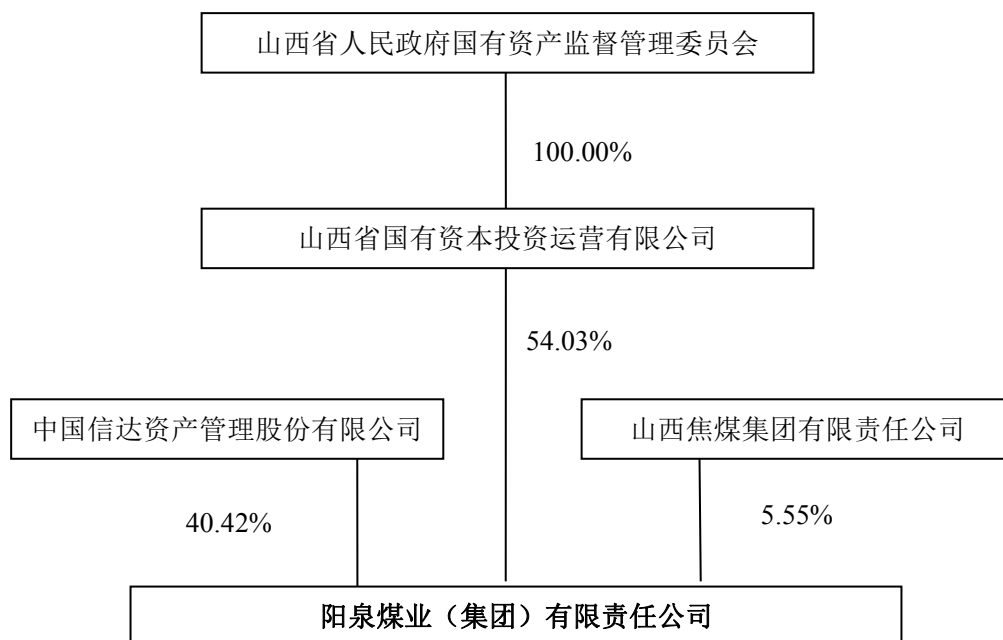 山西省人民政府国有资产监督管理委员会
100.00%
山西省国有资本投资运营有限公司
54.03%
中国信达资产管理股份有限公司
山西焦煤集团有限责任公司
40.42%
5.55%
阳泉煤业（集团）有限责任公司